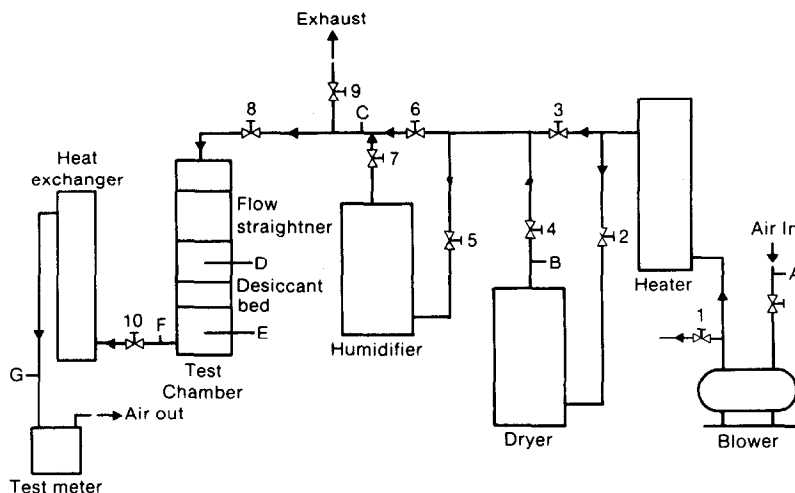 Exhaust
9
8
C
6
3
7
Heat
exchanger
Flow
straightner
D
Desiccant
bed
E
10
F
Test
Chamber
G
Air out
Test meter
5
Humidifier
4
B
2
Dryer
Heater
Air In
A
1
Blower